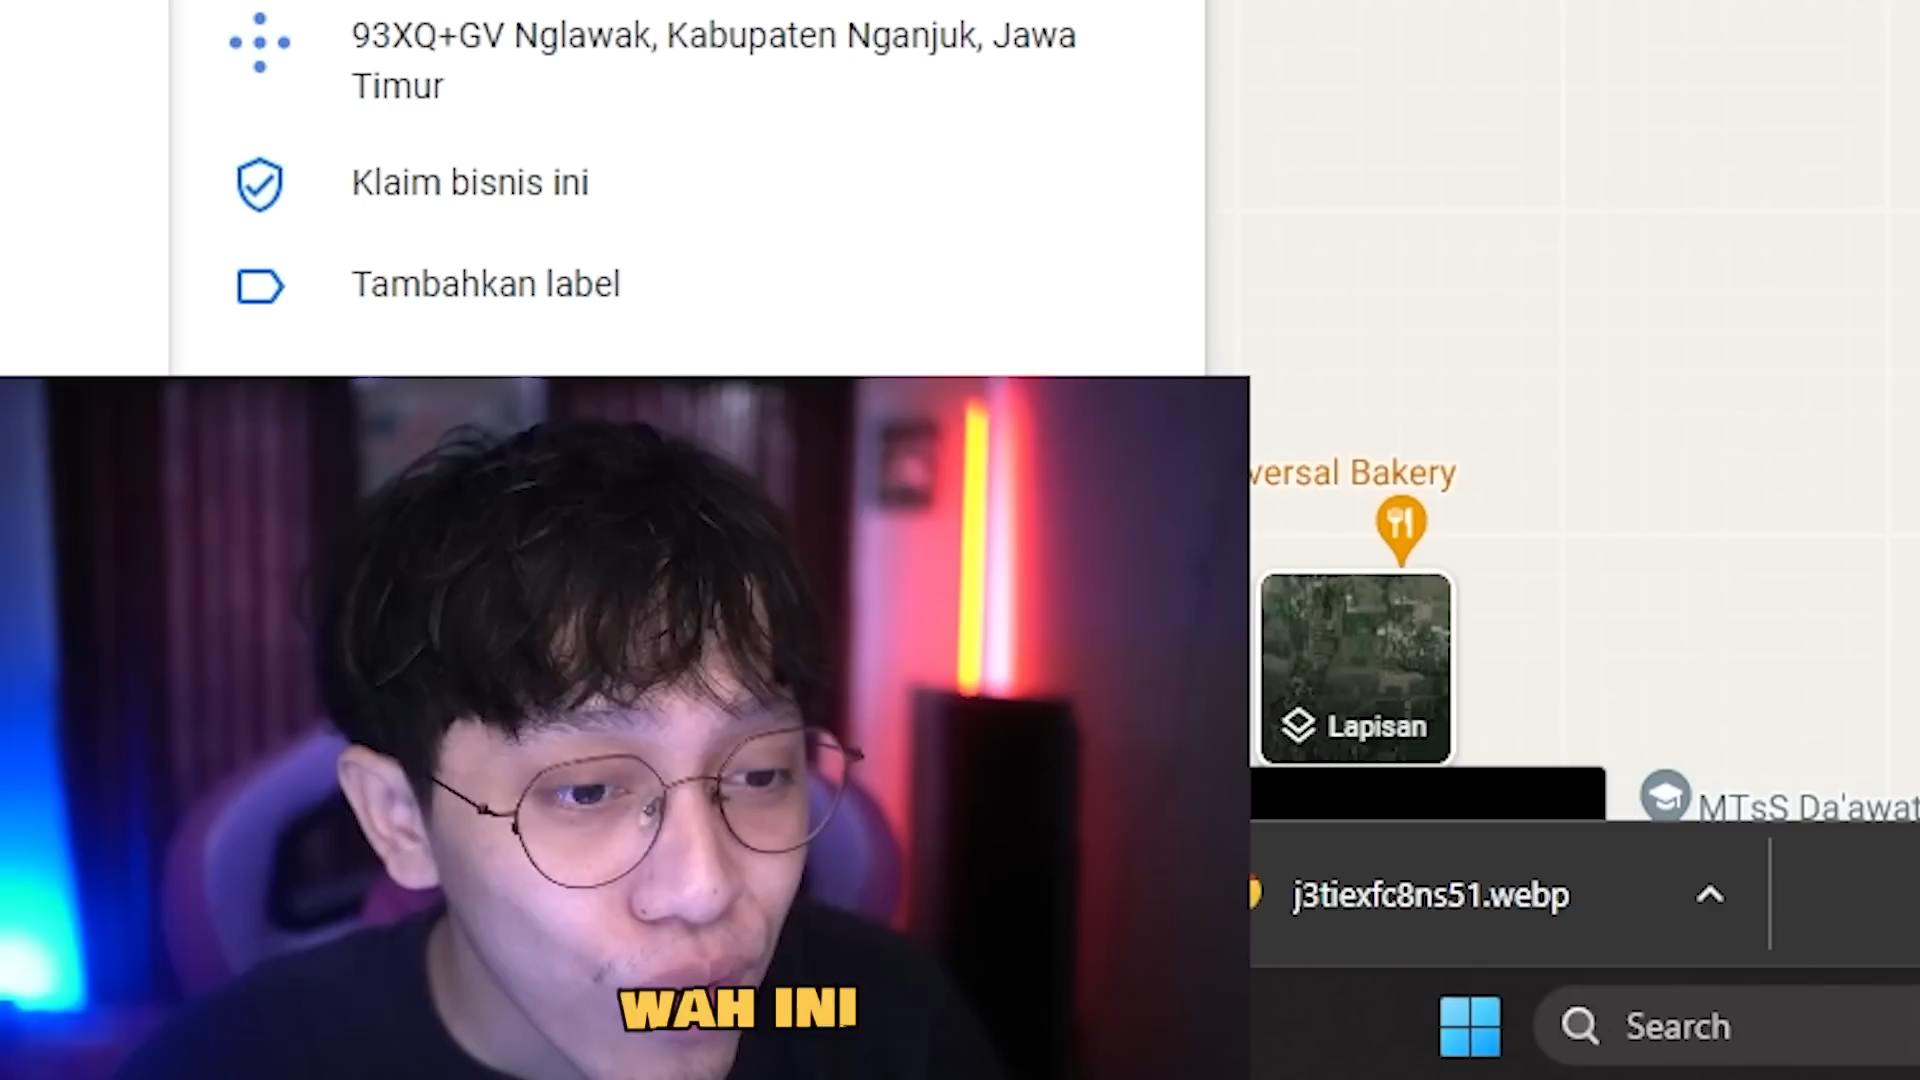 93XQ+GV Nglawak, Kabupaten Nganjuk, Jawa
Timur
Klaim bisnis ini
Tambahkan label
versal Bakery
Lapisan
MTsS Da'awat
j3tiexfc8ns51.webp
WAH INI
Search